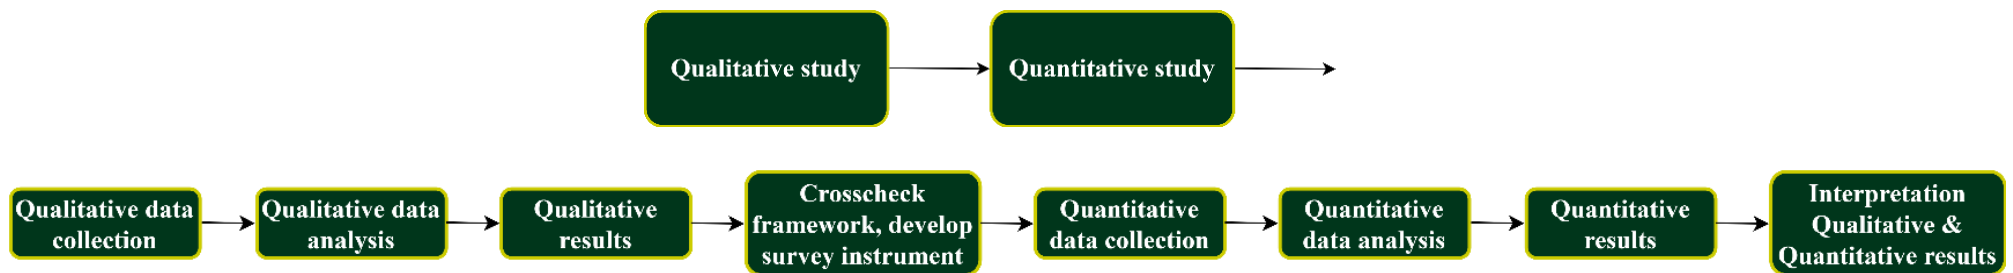 Qualitative study
Quantitative study
Qualitative data
collection
Qualitative data
analysis
Qualitative
results
Crosscheck
framework, develop
survey instrument
Quantitative
data collection
Quantitative
data analysis
Quantitative
results
Interpretation
Qualitative &
Quantitative results